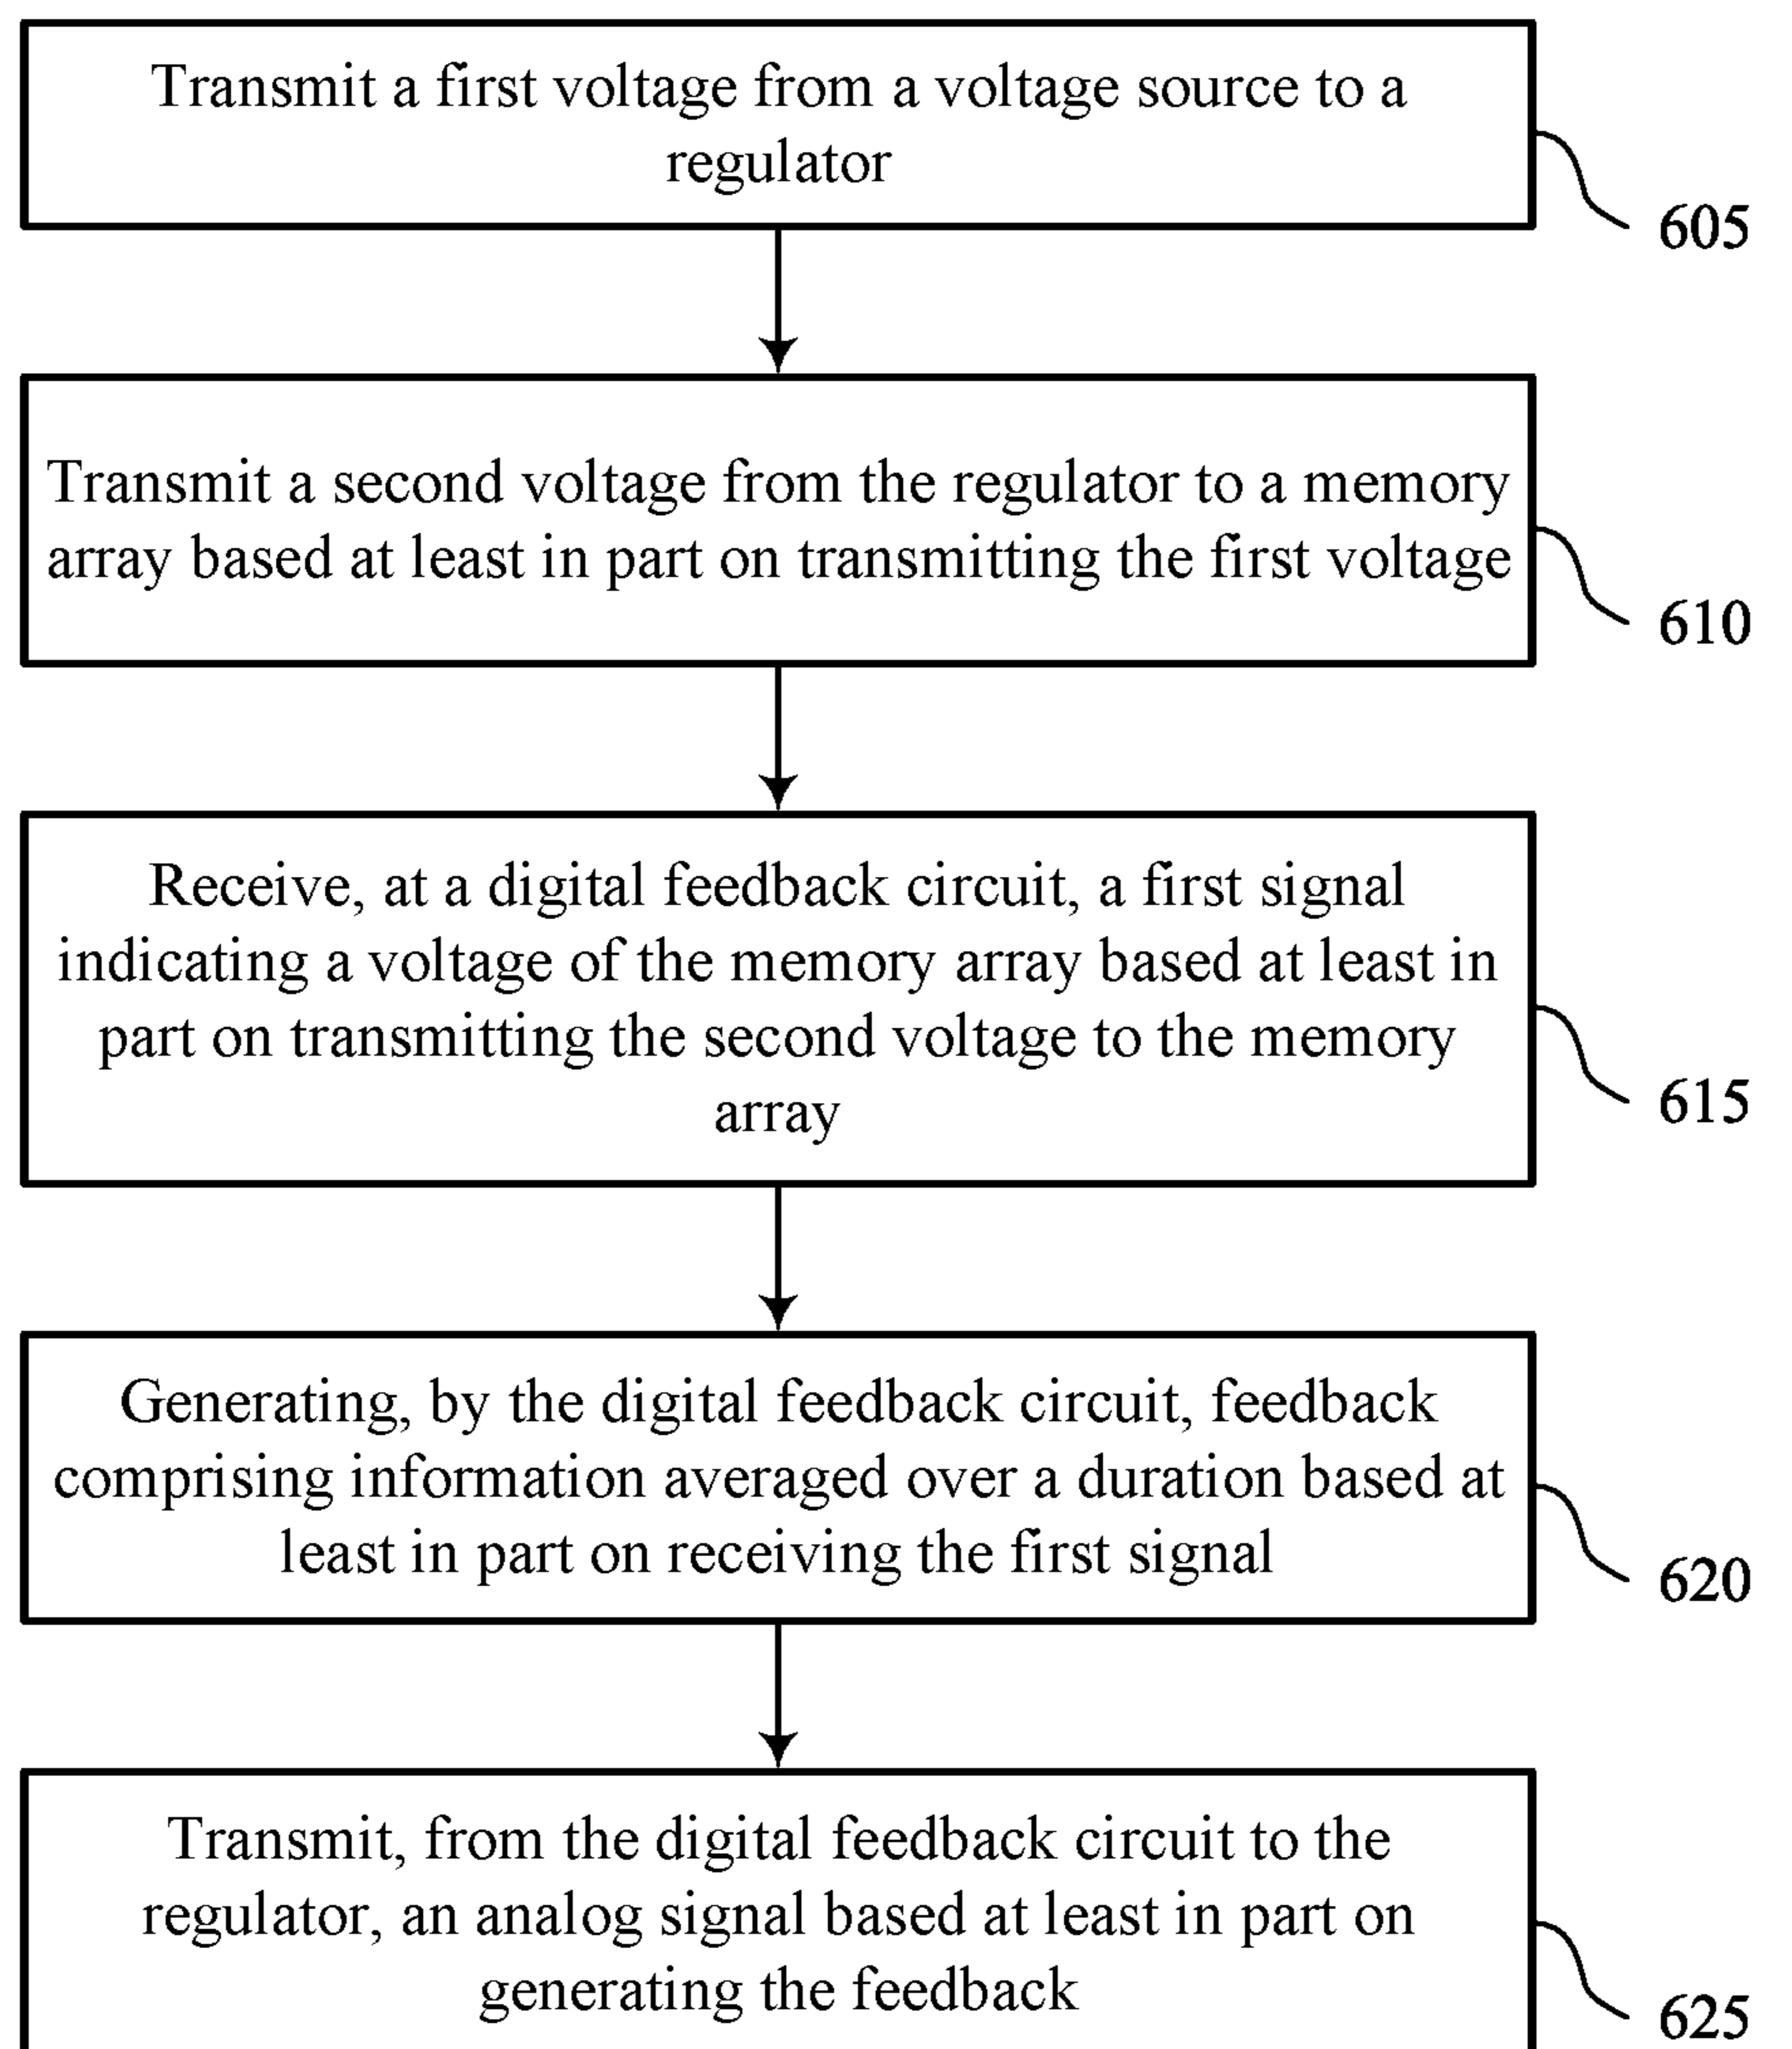 Transmit a first voltage from a voltage source to a
regulator
605
Transmit a second voltage from the regulator to a memory
array based at least in part on transmitting the first voltage
610
Receive, at a digital feedback circuit, a first signal
indicating a voltage of the memory array based at least in
part on transmitting the second voltage to the memory
array
615
Generating, by the digital feedback circuit, feedback
comprising information averaged over a duration based at
least in part on receiving the first signal
620
Transmit, from the digital feedback circuit to the
regulator, an analog signal based at least in part on
generating the feedback
625